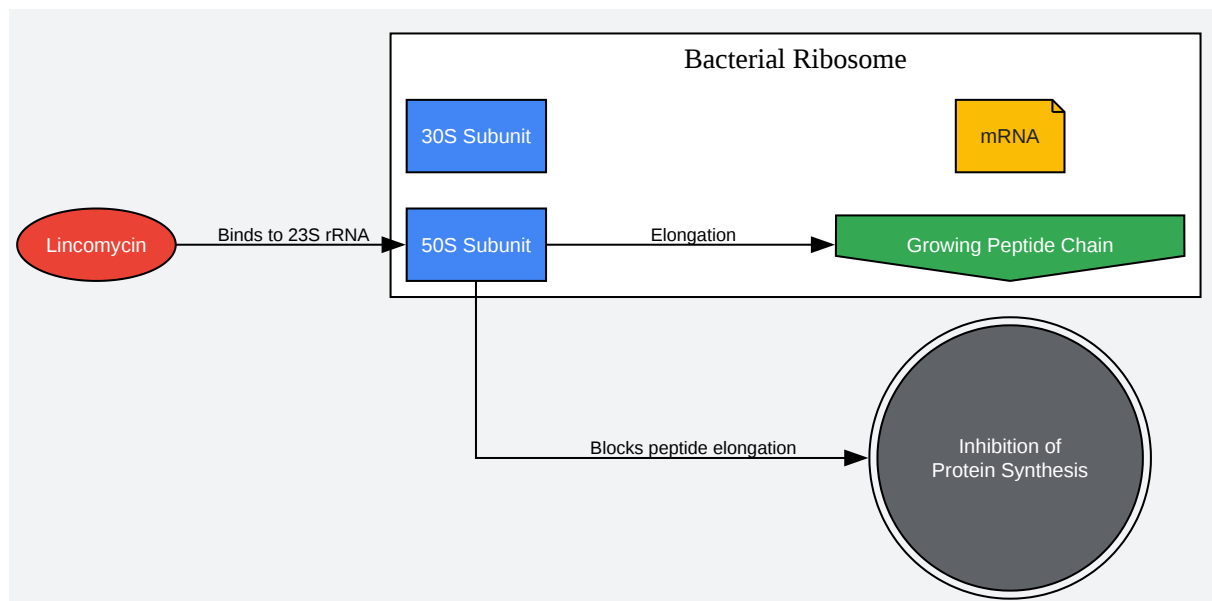 Bacterial Ribosome
30S Subunit
mRNA
Lincomycin
Binds to 23S rRNA
50S Subunit
Elongation
Growing Peptide Chain
Blocks peptide elongation
Inhibition of
Protein Synthesis